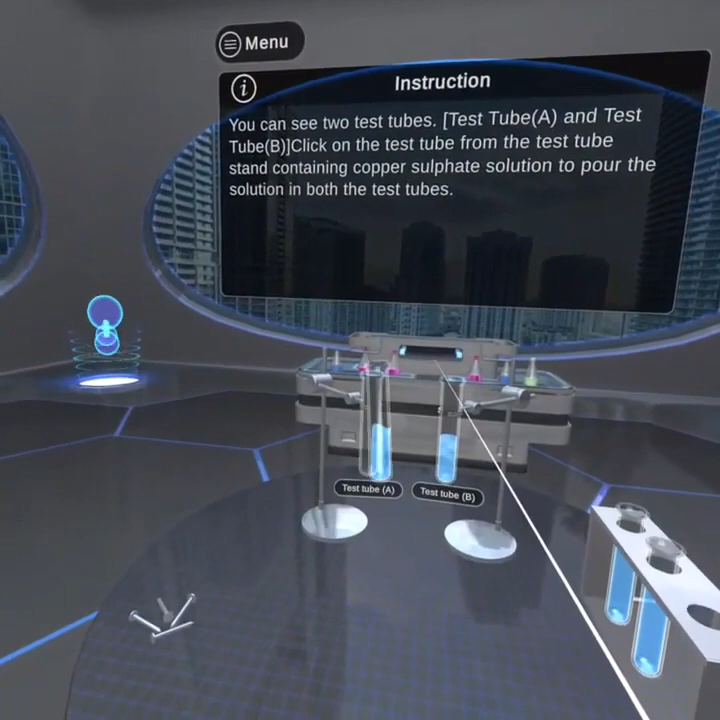 Menu
Instruction
You can see two test tubes. [Test Tube(A) and Test
Tube(B)]Click on the test tube from the test tube
stand containing copper sulphate solution to pour the
solution in both the test tubes.
Test tube (A)
Test tube (B)